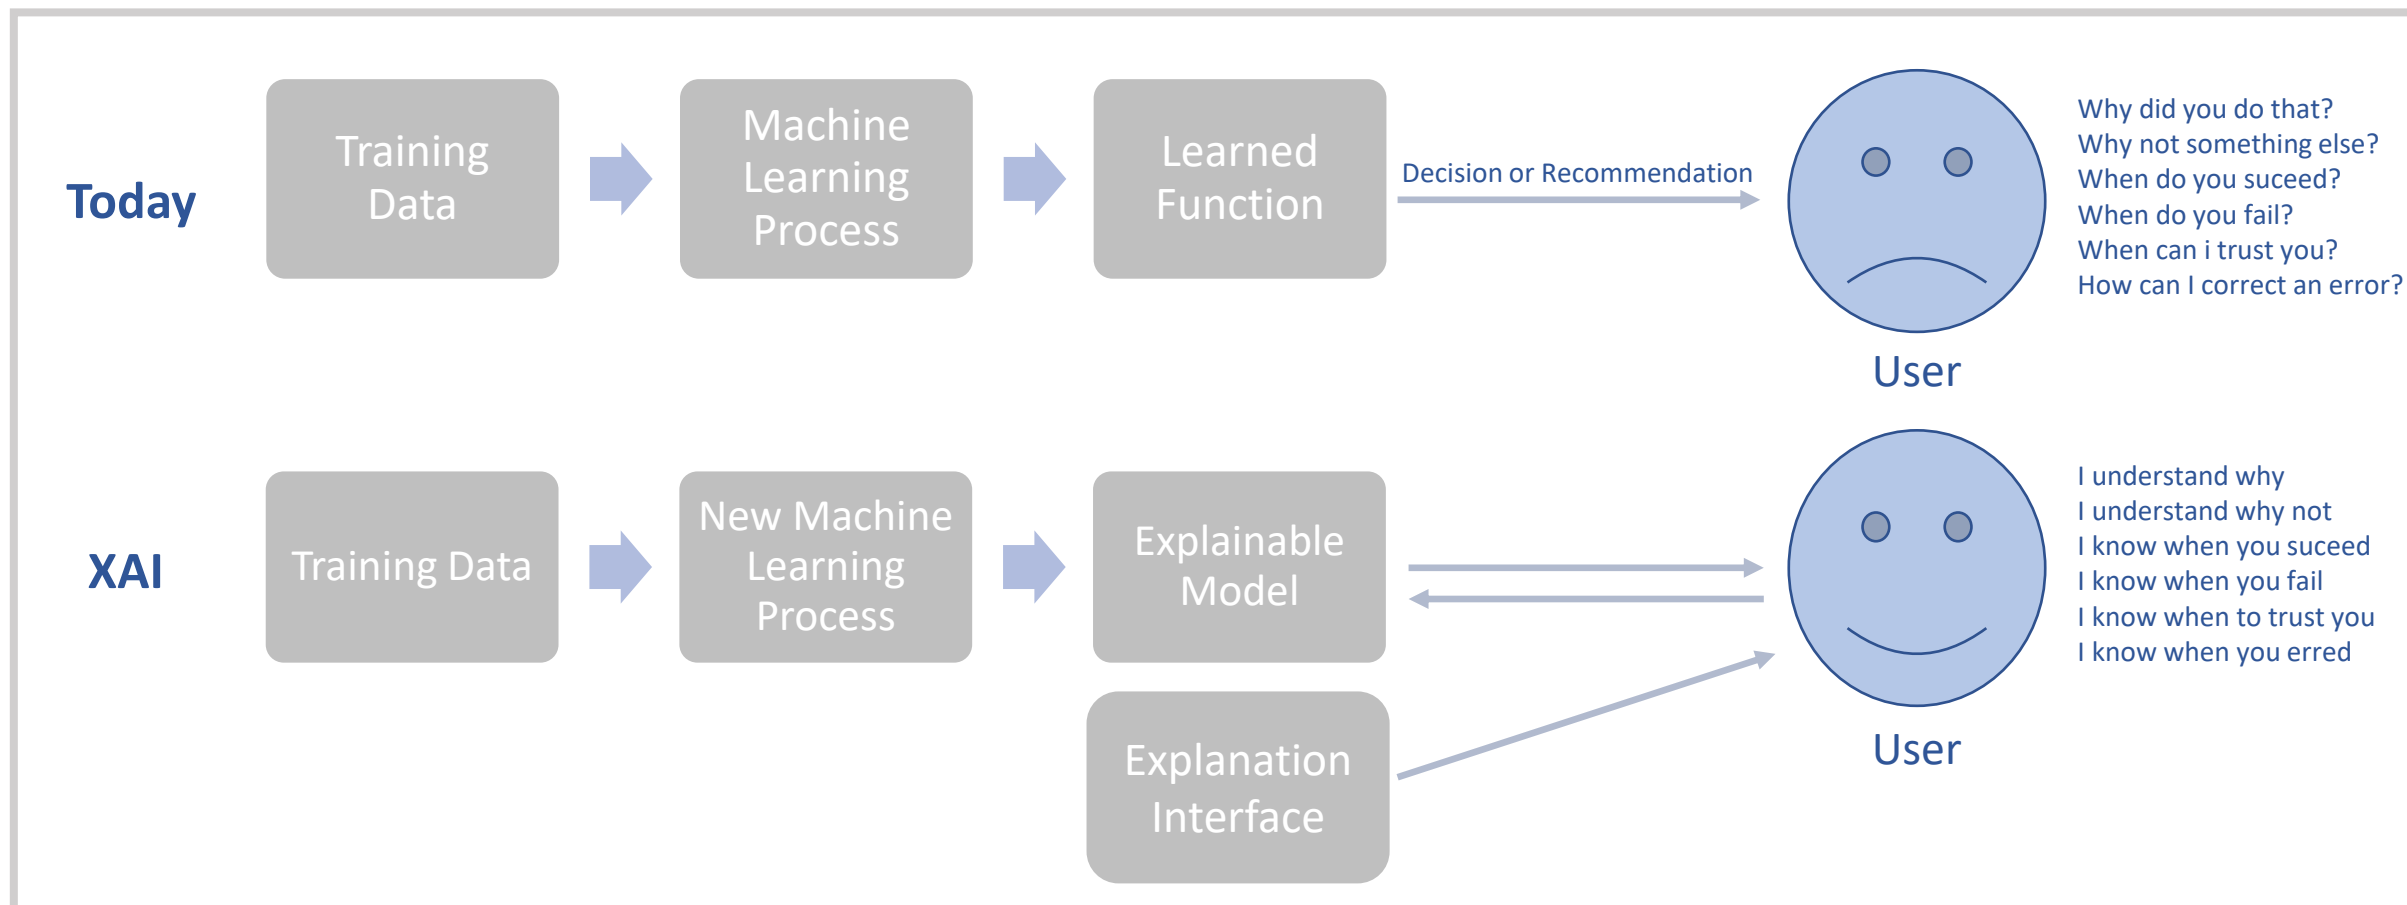 Today
Training
Data
Machine
Learning
Process
Learned
Function
Decision or Recommendation
User
Why did you do that?
Why not something else?
When do you suceed?
When do you fail?
When can i trust you?
How can I correct an error?
XAI
Training Data
New Machine
Learning
Process
Explainable
Model
Explanation
Interface
User
I understand why
I understand why not
I know when you suceed
I know when you fail
I know when to trust you
I know when you erred